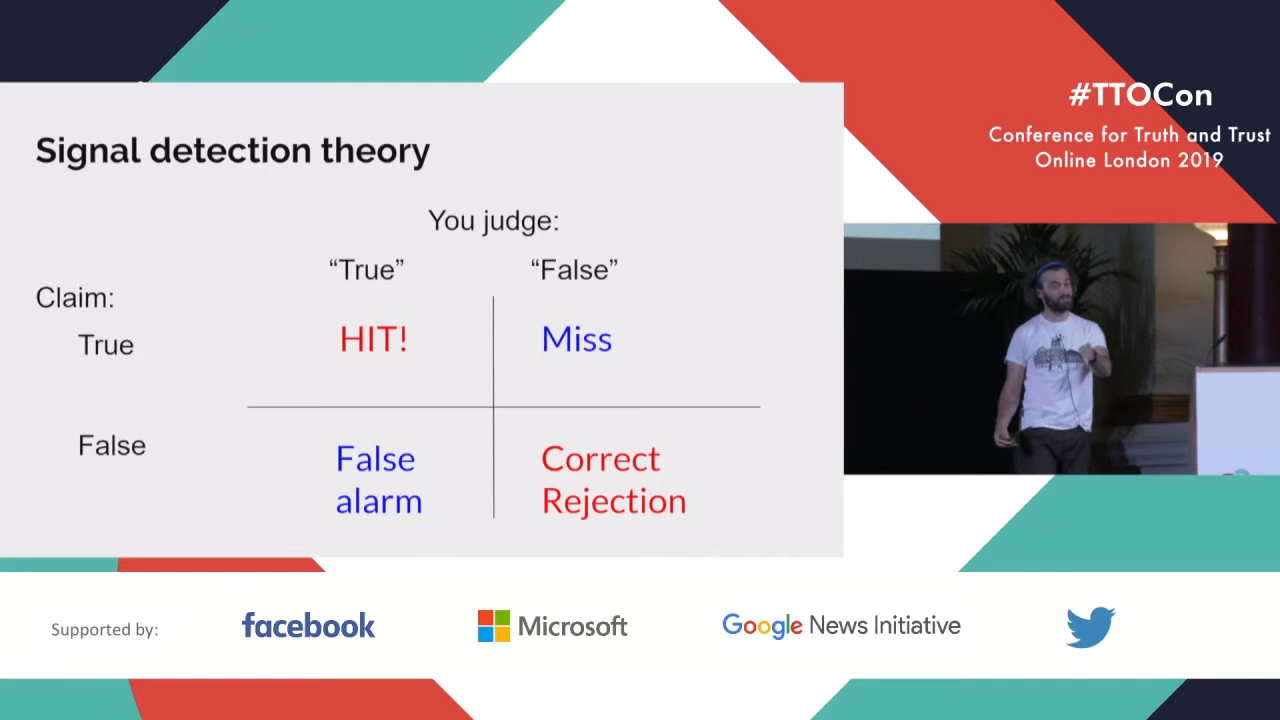 #TTOCon
Conference for Truth and Trust
Online London 2019
Signal detection theory
You judge:
“True” “False”
Claim:
True HIT! Miss
False False alarm Correct Rejection
Supported by: facebook Microsoft Google News Initiative